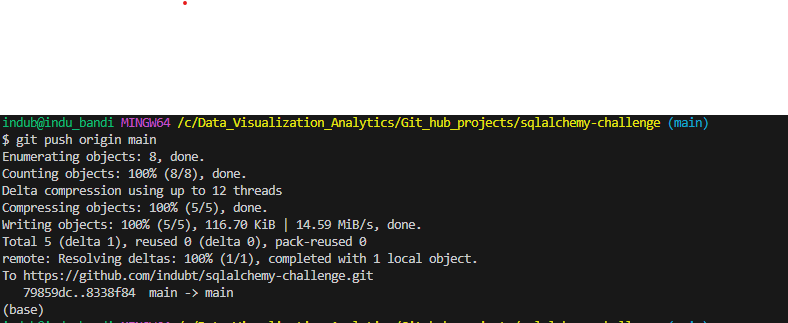 indub@indu_bandi MINGW64 /c/Data_Visualization_Analytics/Git_hub_projects/sqlalchemy-challenge (main)
$ git push origin main
Enumerating objects: 8, done.
Counting objects: 100% (8/8), done.
Delta compression using up to 12 threads
Compressing objects: 100% (5/5), done.
Writing objects: 100% (5/5), 116.70 KiB | 14.59 MiB/s, done.
Total 5 (delta 1), reused 0 (delta 0), pack-reused 0
remote: Resolving deltas: 100% (1/1), completed with 1 local object.
To https://github.com/indubt/sqlalchemy-challenge.git
   79859dc..8338f84  main -> main
(base)